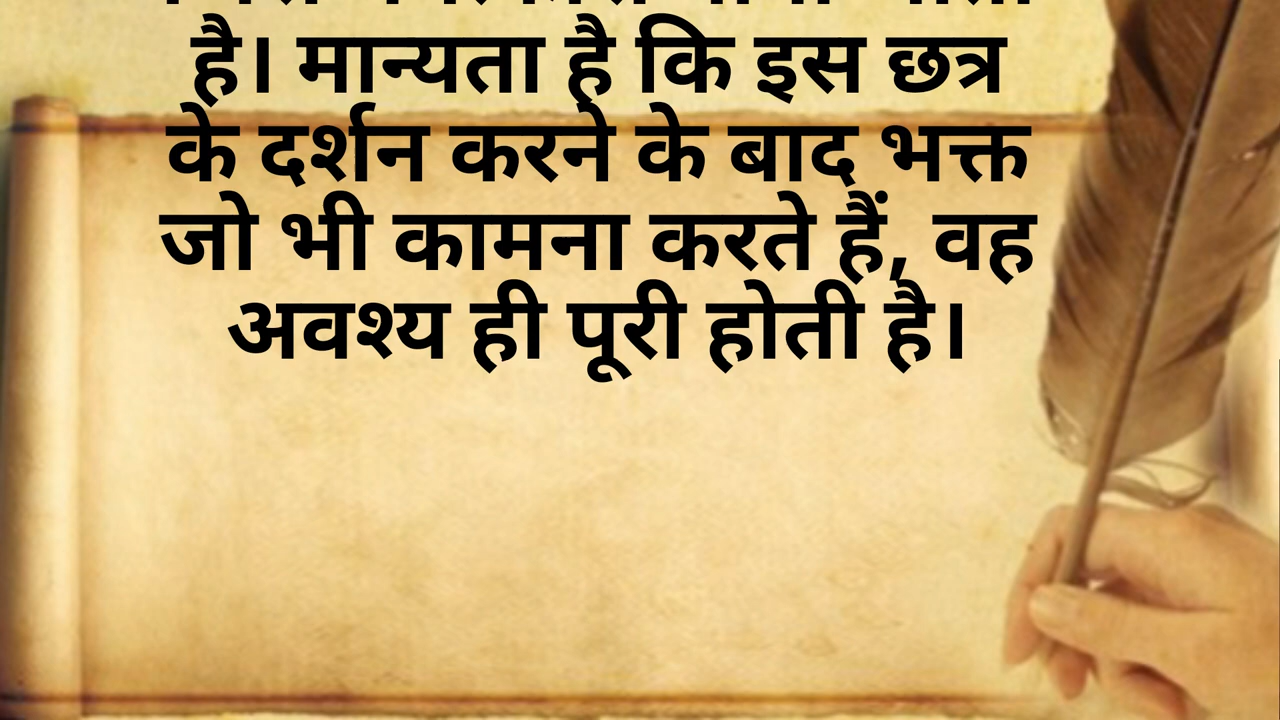 है। मान्यता है कि इस छत्र
के दर्शन करने के बाद भक्त
जो भी कामना करते हैं, वह
अवश्य ही पूरी होती है।